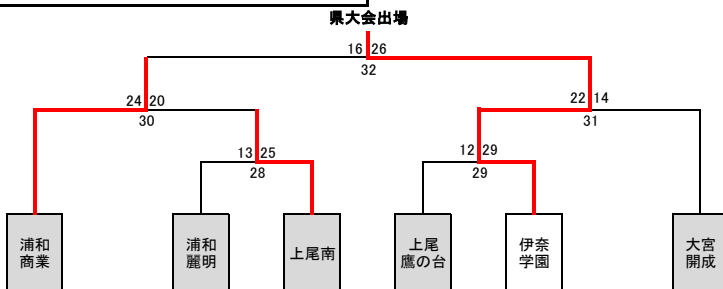 県大会出場
16 26
32
24 20
30
22 14
31
13 25
28
12 29
29
浦和
商業
浦和
麗明
上尾南
上尾
鷹の台
伊奈
学園
大宮
開成